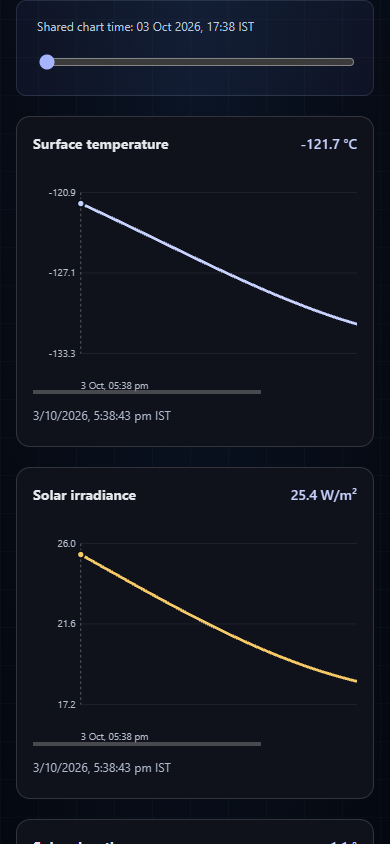 Shared chart time: 03 Oct 2026, 17:38 IST
Surface temperature
-121.7 °C
-120.9
-127.1
-133.3
3 Oct, 05:38 pm
3/10/2026, 5:38:43 pm IST
Solar irradiance
25.4 W/m²
26.0
21.6
17.2
3 Oct, 05:38 pm
3/10/2026, 5:38:43 pm IST